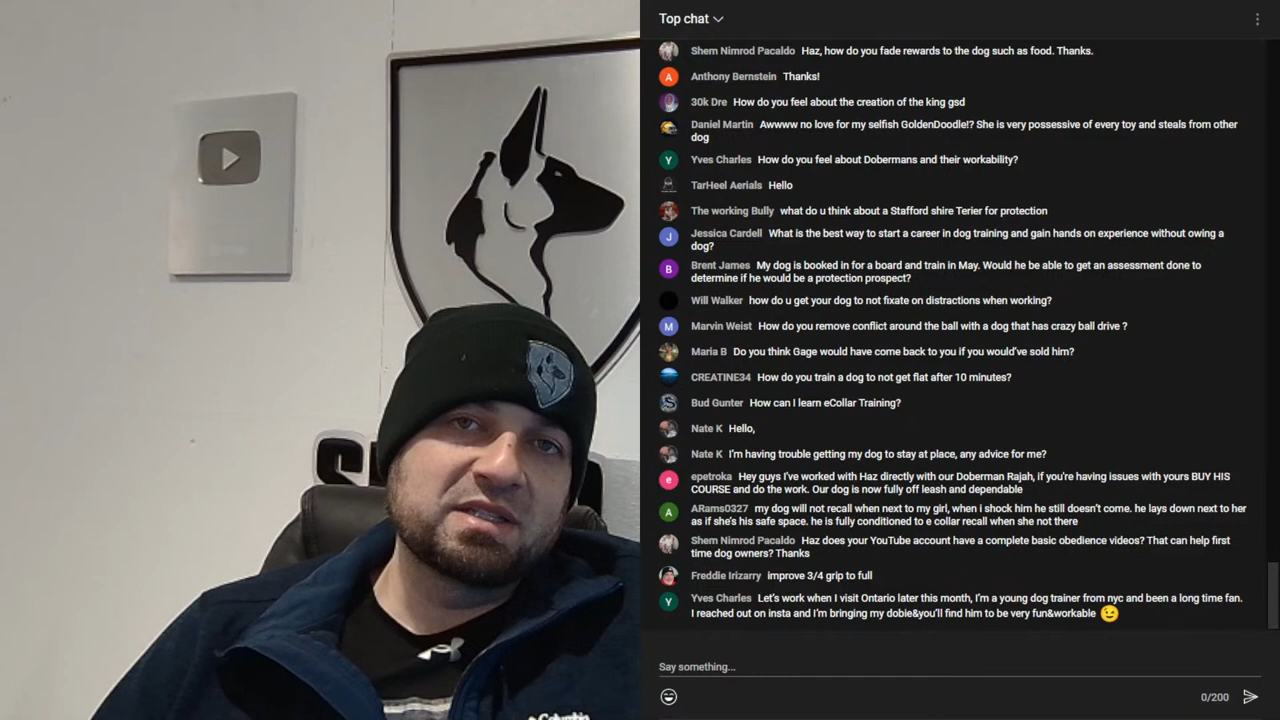 Top chat
Shem Nimrod Pacaldo Haz, how do you fade rewards to the dog such as food. Thanks.
A Anthony Bernstein Thanks!
30k Dre How do you feel about the creation of the king gsd
Daniel Martin Awwww no love for my selfish GoldenDoodle!? She is very possessive of every toy and steals from other
dog
Y Yves Charles How do you feel about Dobermans and their workability?
TarHeel Aerials Hello
The working Bully what do u think about a Stafford shire Terier for protection
J Jessica Cardell What is the best way to start a career in dog training and gain hands on experience without owing a
dog?
B Brent James My dog is booked in for a board and train in May. Would he be able to get an assessment done to
determine if he would be a protection prospect?
Will Walker how do u get your dog to not fixate on distractions when working?
M Marvin Weist How do you remove conflict around the ball with a dog that has crazy ball drive ?
Maria B Do you think Gage would have come back to you if you would've sold him?
CREATINE34 How do you train a dog to not get flat after 10 minutes?
S Bud Gunter How can I learn eCollar Training?
Nate K Hello,
Nate K I'm having trouble getting my dog to stay at place, any advice for me?
e epetroka Hey guys I've worked with Haz directly with our Doberman Rajah, if you're having issues with yours BUY HIS
COURSE and do the work. Our dog is now fully off leash and dependable
A ARams0327 my dog will not recall when next to my girl, when i shock him he still doesn't come. he lays down next to her
as if she's his safe space. he is fully conditioned to e collar recall when she not there
Shem Nimrod Pacaldo Haz does your YouTube account have a complete basic obedience videos? That can help first
time dog owners? Thanks
Freddie Irizarry improve 3/4 grip to full
Y Yves Charles Let's work when I visit Ontario later this month, I'm a young dog trainer from nyc and been a long time fan.
I reached out on insta and I'm bringing my dobie&you'll find him to be very fun&workable 😉
Say something...
0/200
S
Columbia